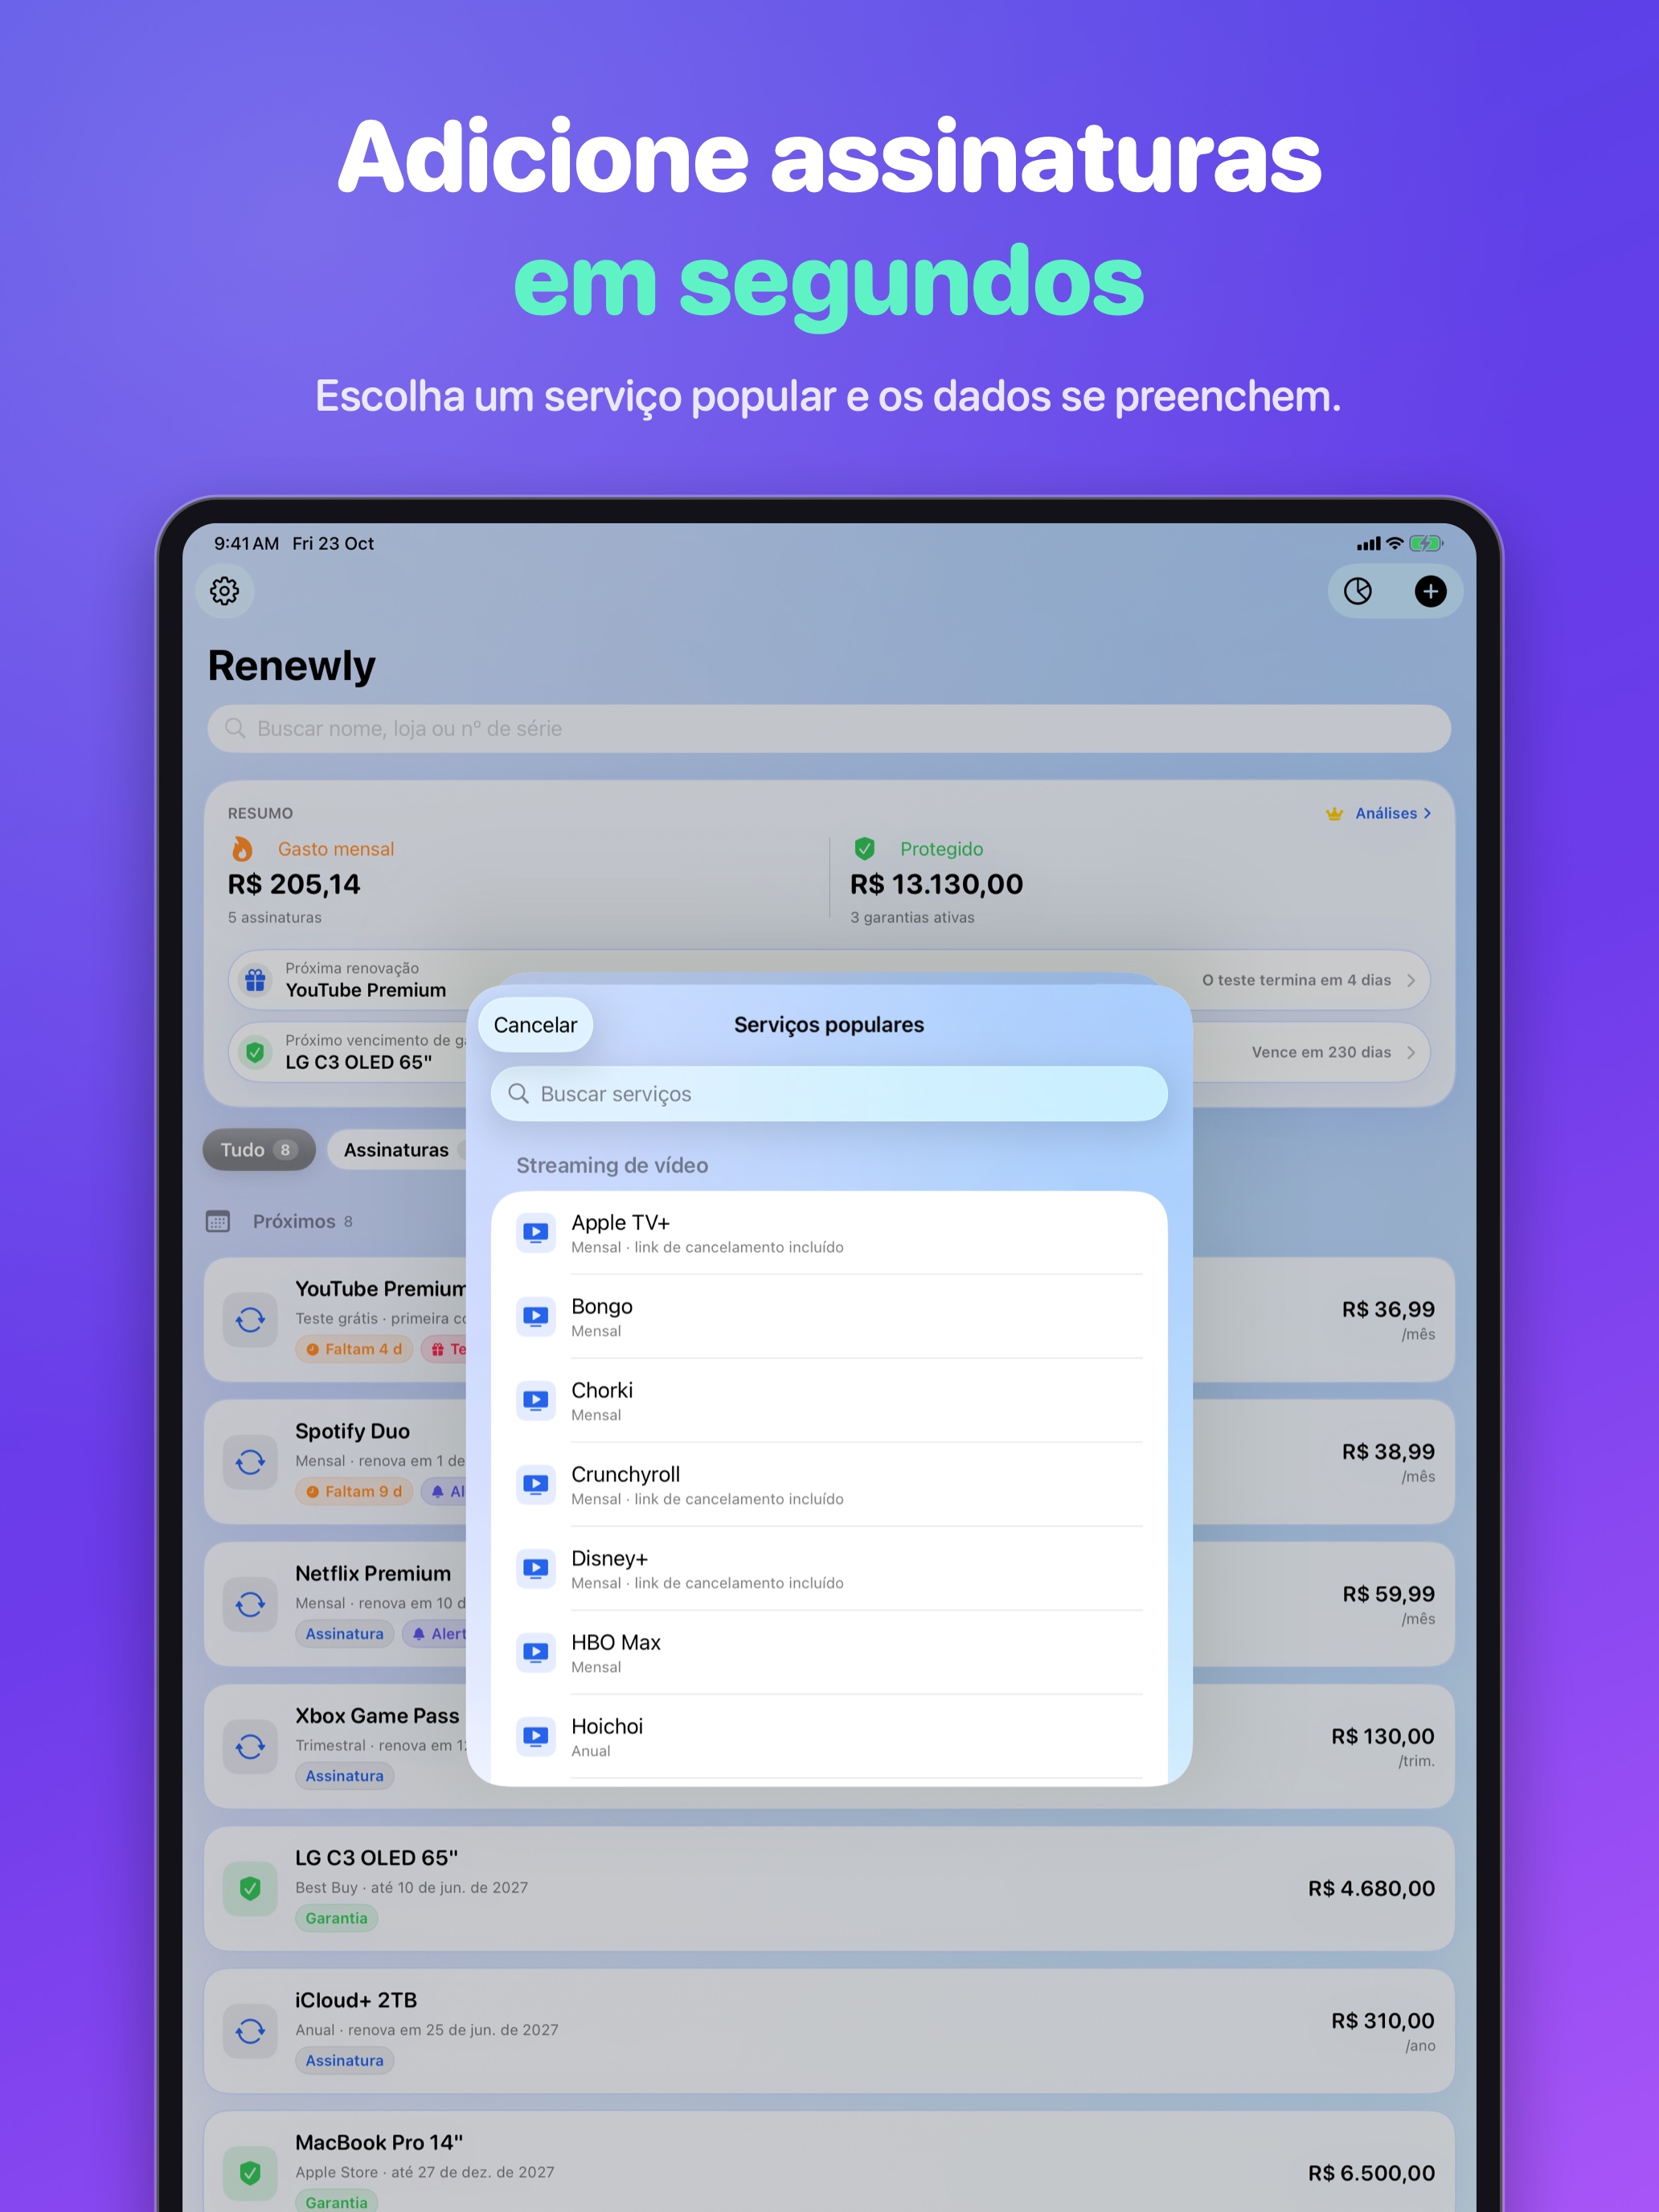 Adicione assinaturas
em segundos
Escolha um serviço popular e os dados se preenchem.
9:41 AM Fri 23 Oct
Renewly
Buscar nome, loja ou nº de série
RESUMO
Análises
Gasto mensal
R$ 205,14
5 assinaturas
Protegido
R$ 13.130,00
3 garantias ativas
Próxima renovação
YouTube Premium
O teste termina em 4 dias
Próximo vencimento de
LG C3 OLED 65"
Vence em 230 dias
Tudo 8
Assinaturas
Próximos 8
Cancelar
Serviços populares
Buscar serviços
Streaming de vídeo
Apple TV+
Mensal · link de cancelamento incluído
Bongo
Mensal
Chorki
Mensal
Crunchyroll
Mensal · link de cancelamento incluído
Disney+
Mensal · link de cancelamento incluído
HBO Max
Mensal
Hoichoi
Anual
YouTube Premium
Teste grátis · primeira
Faltam 4 d
R$ 36,99
/mês
Spotify Duo
Mensal · renova em 1 de
Faltam 9 d
R$ 38,99
/mês
Netflix Premium
Mensal · renova em 10
Assinatura
R$ 59,99
/mês
Xbox Game Pass
Trimestral · renova em
Assinatura
R$ 130,00
/trim.
LG C3 OLED 65"
Best Buy · até 10 de jun. de 2027
Garantia
R$ 4.680,00
iCloud+ 2TB
Anual · renova em 25 de jun. de 2027
Assinatura
R$ 310,00
/ano
MacBook Pro 14"
Apple Store · até 27 de dez. de 2027
Garantia
R$ 6.500,00